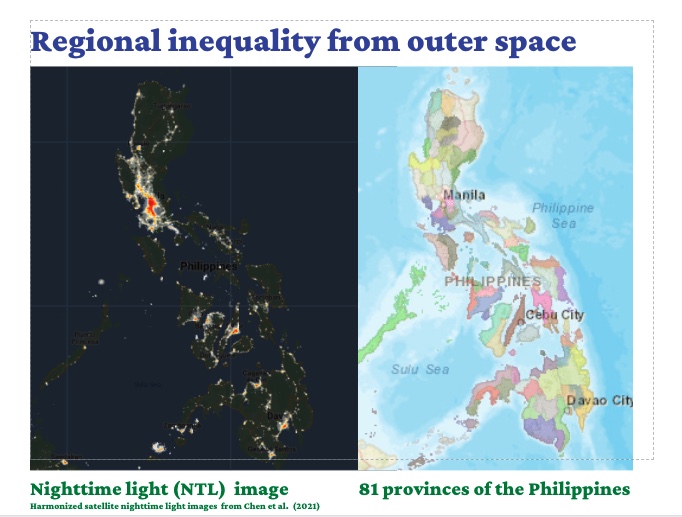 Regional inequality from outer space
Philippines
Manila
Philippine
Sea
PHILIPPINES
Cebu City
Sulu Sea
Davao City
Nighttime light (NTL) image
81 provinces of the Philippines
Harmonized satellite nighttime light images from Chen et al. (2021)